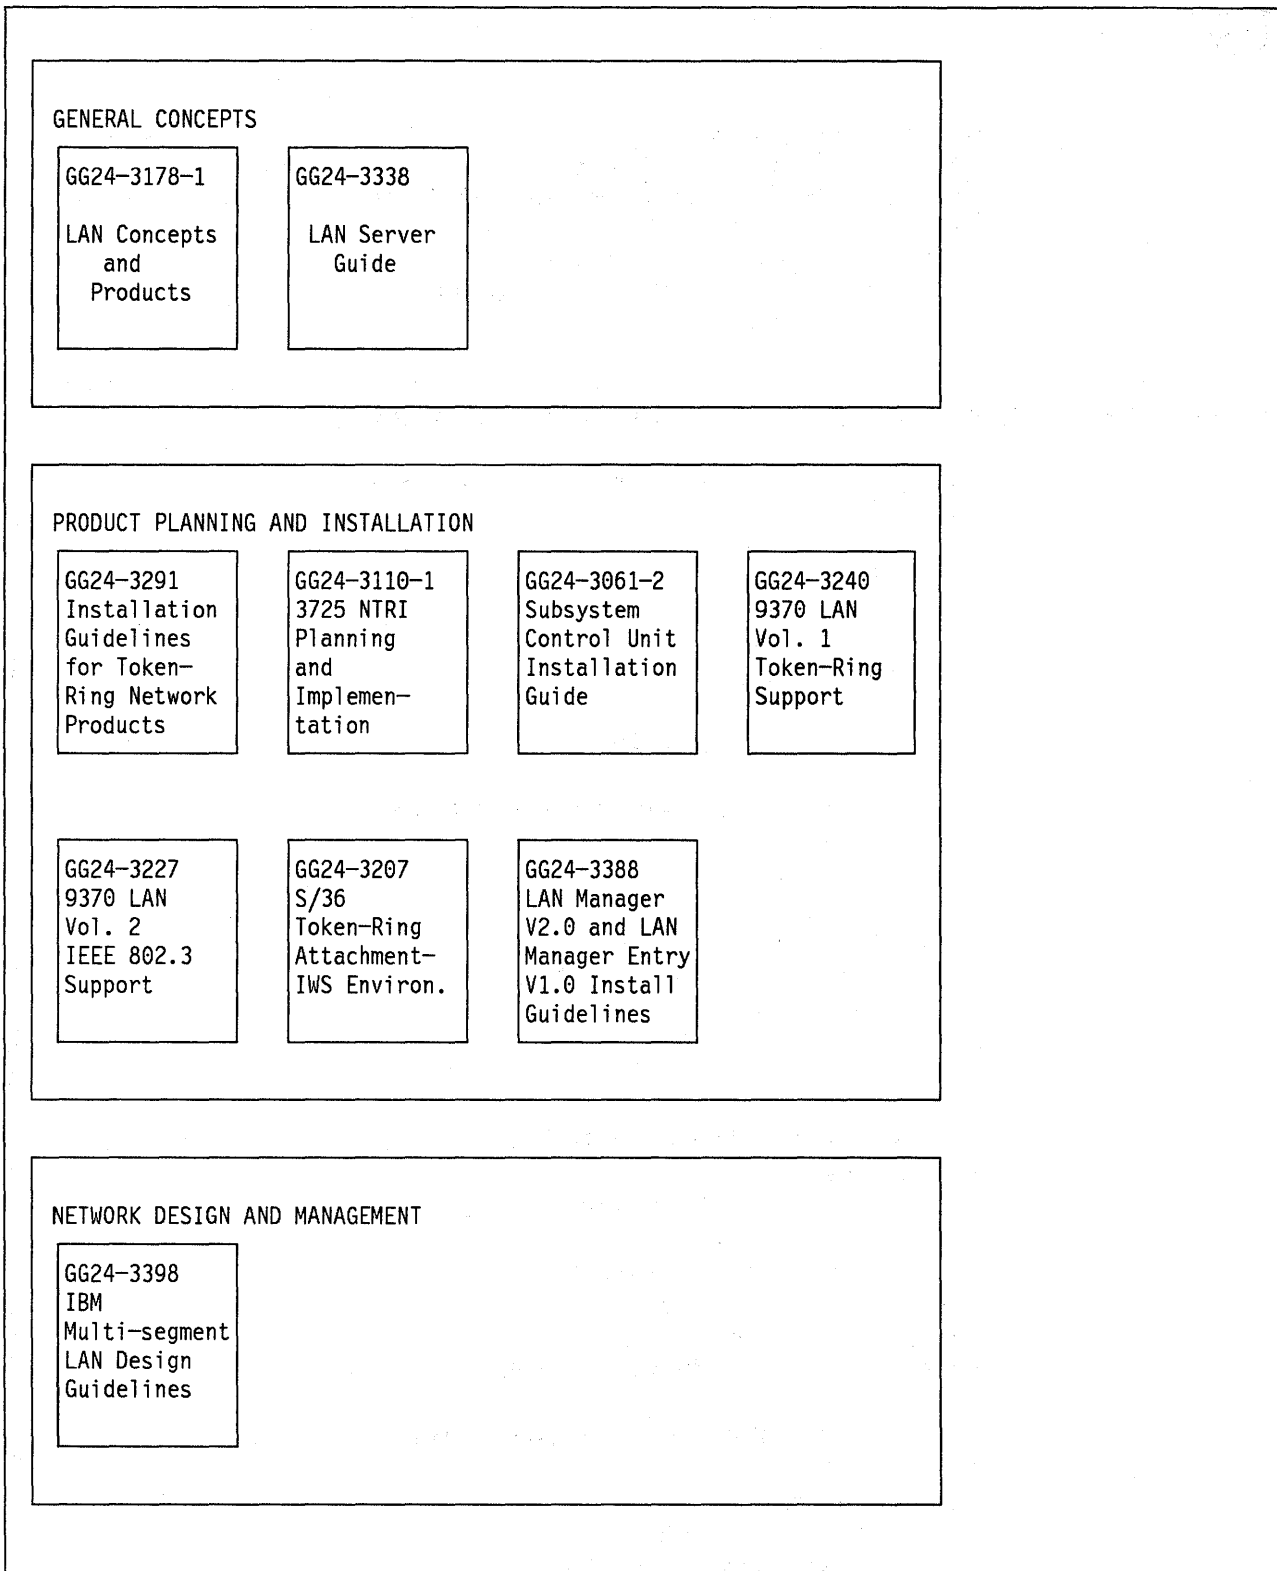 GENERAL CONCEPTS
GG24-3178-1
LAN Concepts
and
Products
GG24-3338
LAN Server
Guide
PRODUCT PLANNING AND INSTALLATION
GG24-3291
Installation
Guidelines
for Token-
Ring Network
Products
GG24-3110-1
3725 NTRI
Planning
and
Implemen-
tation
GG24-3061-2
Subsystem
Control Unit
Installation
Guide
GG24-3240
9370 LAN
Vol. 1
Token-Ring
Support
GG24-3227
9370 LAN
Vol. 2
IEEE 802.3
Support
GG24-3207
S/36
Token-Ring
Attachment-
IWS Environ.
GG24-3388
LAN Manager
V2.0 and LAN
Manager Entry
V1.0 Install
Guidelines
NETWORK DESIGN AND MANAGEMENT
GG24-3398
IBM
Multi-segment
LAN Design
Guidelines